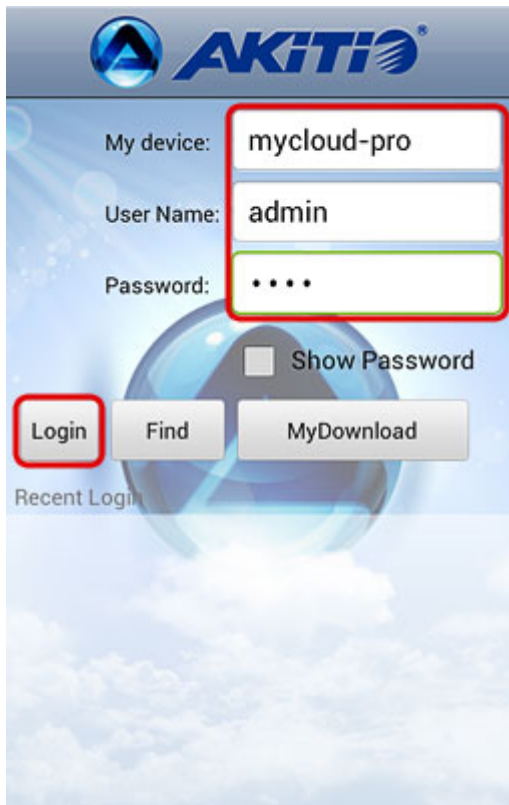 AKiTiO®
My device: mycloud-pro
User Name: admin
Password: ••••
Show Password
Login Find MyDownload
Recent Login